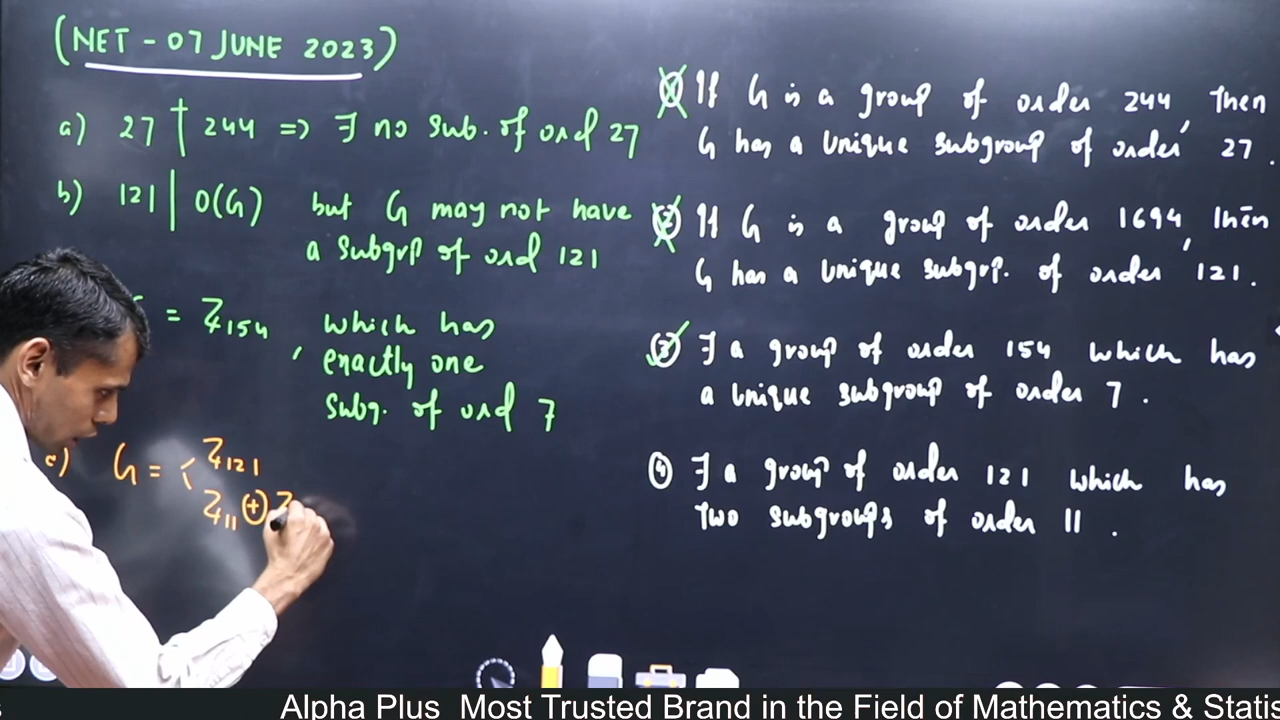 (NET - 07 JUNE 2023)
a) 27 ∤ 244 => ∃ no sub. of ord 27
b) 121 | O(G) but G may not have
a subgrp of ord 121
= Z154, which has
exactly one
subg. of ord 7
G = < Z121
Z11 ⊕ Z
(1) If G is a group of order 244, Then
G has a unique subgroup of order 27.
(2) If G is a group of order 1694, Then
G has a unique subgrp. of order 121.
(3) ∃ a group of order 154 which has
a unique subgroup of order 7.
(4) ∃ a group of order 121 which has
Two subgroups of order 11.
Alpha Plus Most Trusted Brand in the Field of Mathematics & Statis